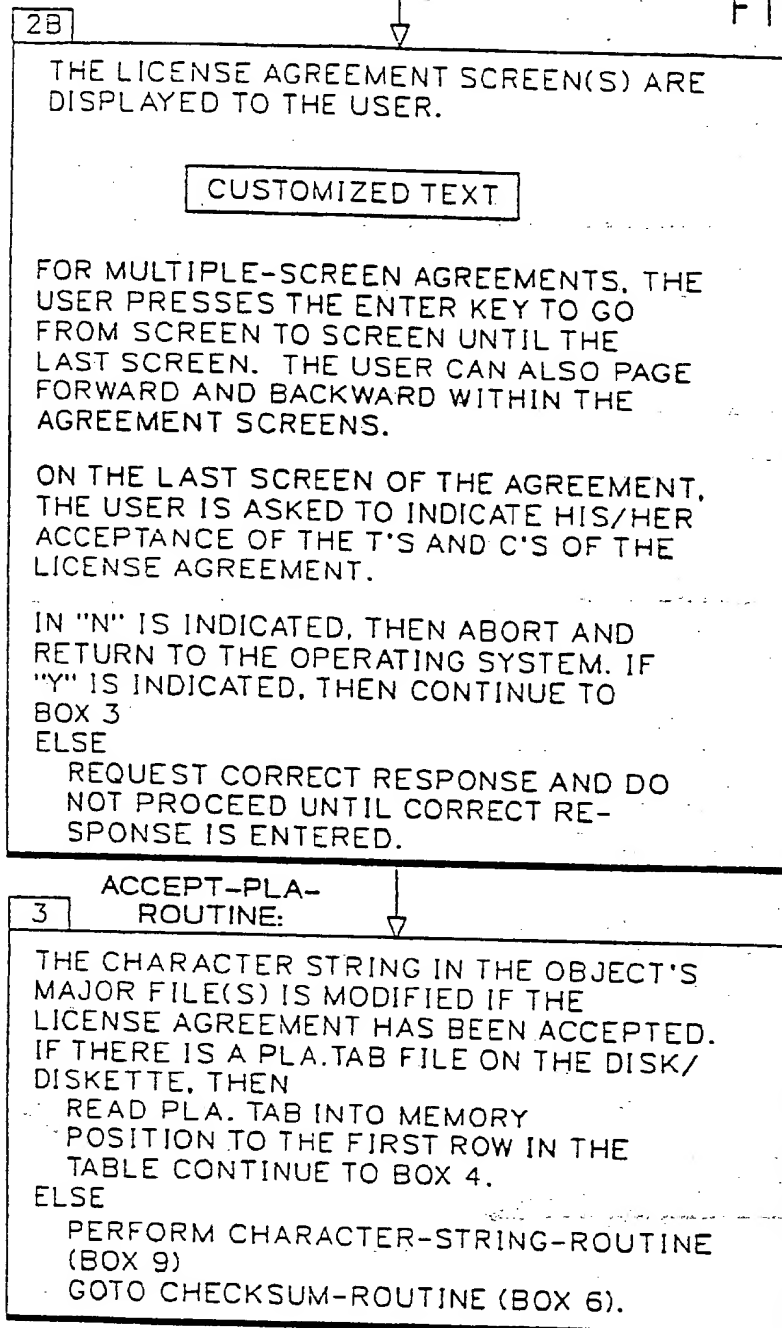 F
2B
THE LICENSE AGREEMENT SCREEN(S) ARE
DISPLAYED TO THE USER.
CUSTOMIZED TEXT
FOR MULTIPLE-SCREEN AGREEMENTS, THE
USER PRESSES THE ENTER KEY TO GO
FROM SCREEN TO SCREEN UNTIL THE
LAST SCREEN. THE USER CAN ALSO PAGE
FORWARD AND BACKWARD WITHIN THE
AGREEMENT SCREENS.
ON THE LAST SCREEN OF THE AGREEMENT,
THE USER IS ASKED TO INDICATE HIS/HER
ACCEPTANCE OF THE T'S AND C'S OF THE
LICENSE AGREEMENT.
IN "N" IS INDICATED, THEN ABORT AND
RETURN TO THE OPERATING SYSTEM. IF
"Y" IS INDICATED, THEN CONTINUE TO
BOX 3
ELSE
REQUEST CORRECT RESPONSE AND DO
NOT PROCEED UNTIL CORRECT RE-
SPONSE IS ENTERED.
ACCEPT-PLA-
3 ROUTINE:
THE CHARACTER STRING IN THE OBJECT'S
MAJOR FILE(S) IS MODIFIED IF THE
LICENSE AGREEMENT HAS BEEN ACCEPTED.
IF THERE IS A PLA.TAB FILE ON THE DISK/
DISKETTE, THEN
READ PLA. TAB INTO MEMORY
POSITION TO THE FIRST ROW IN THE
TABLE CONTINUE TO BOX 4.
ELSE
PERFORM CHARACTER-STRING-ROUTINE
(BOX 9)
GOTO CHECKSUM-ROUTINE (BOX 6).